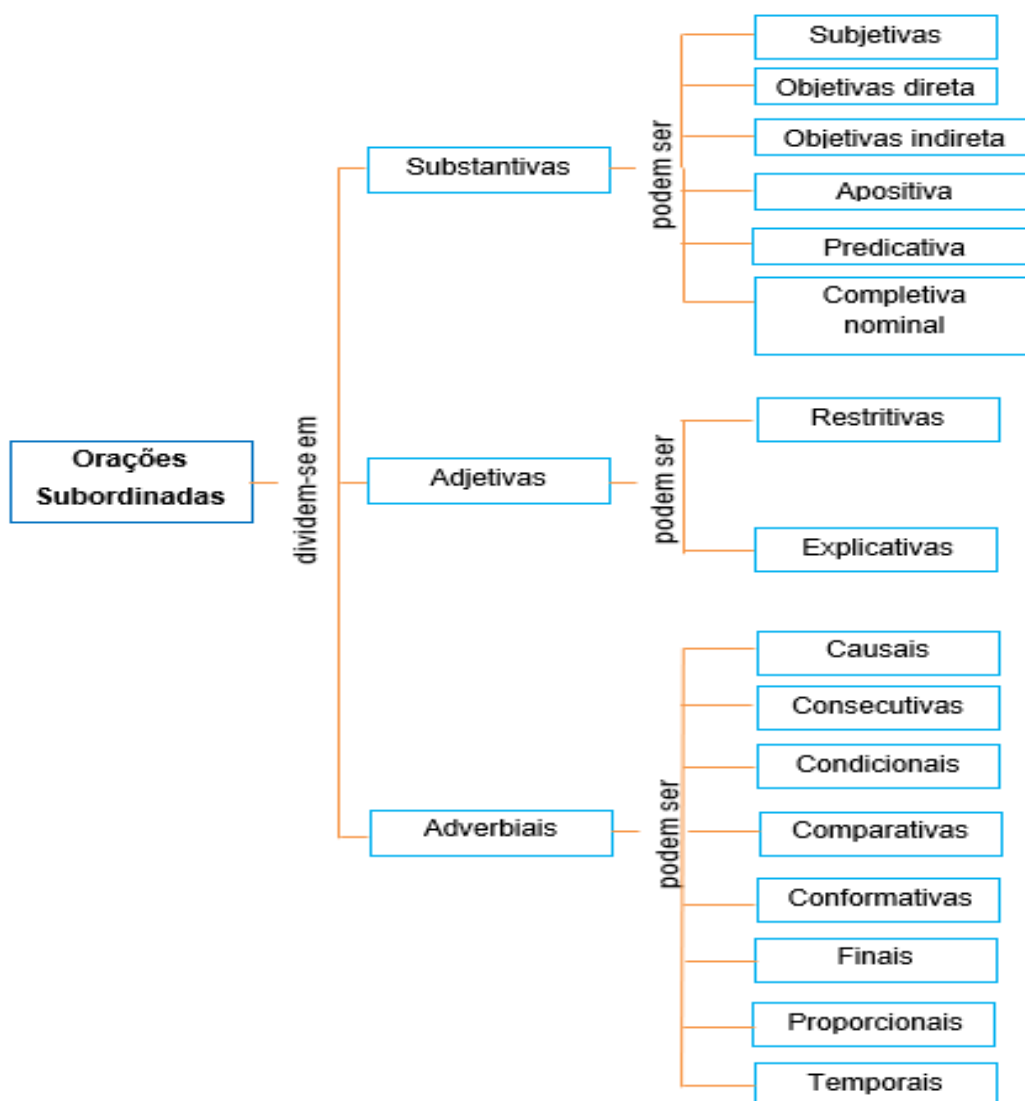 Orações
Subordinadas
dividem-se em
Substantivas
podem ser
Subjetivas
Objetivas direta
Objetivas indireta
Apositiva
Predicativa
Completiva
nominal
Adjetivas
podem ser
Restritivas
Explicativas
Adverbiais
podem ser
Causais
Consecutivas
Condicionais
Comparativas
Conformativas
Finais
Proporcionais
Temporais